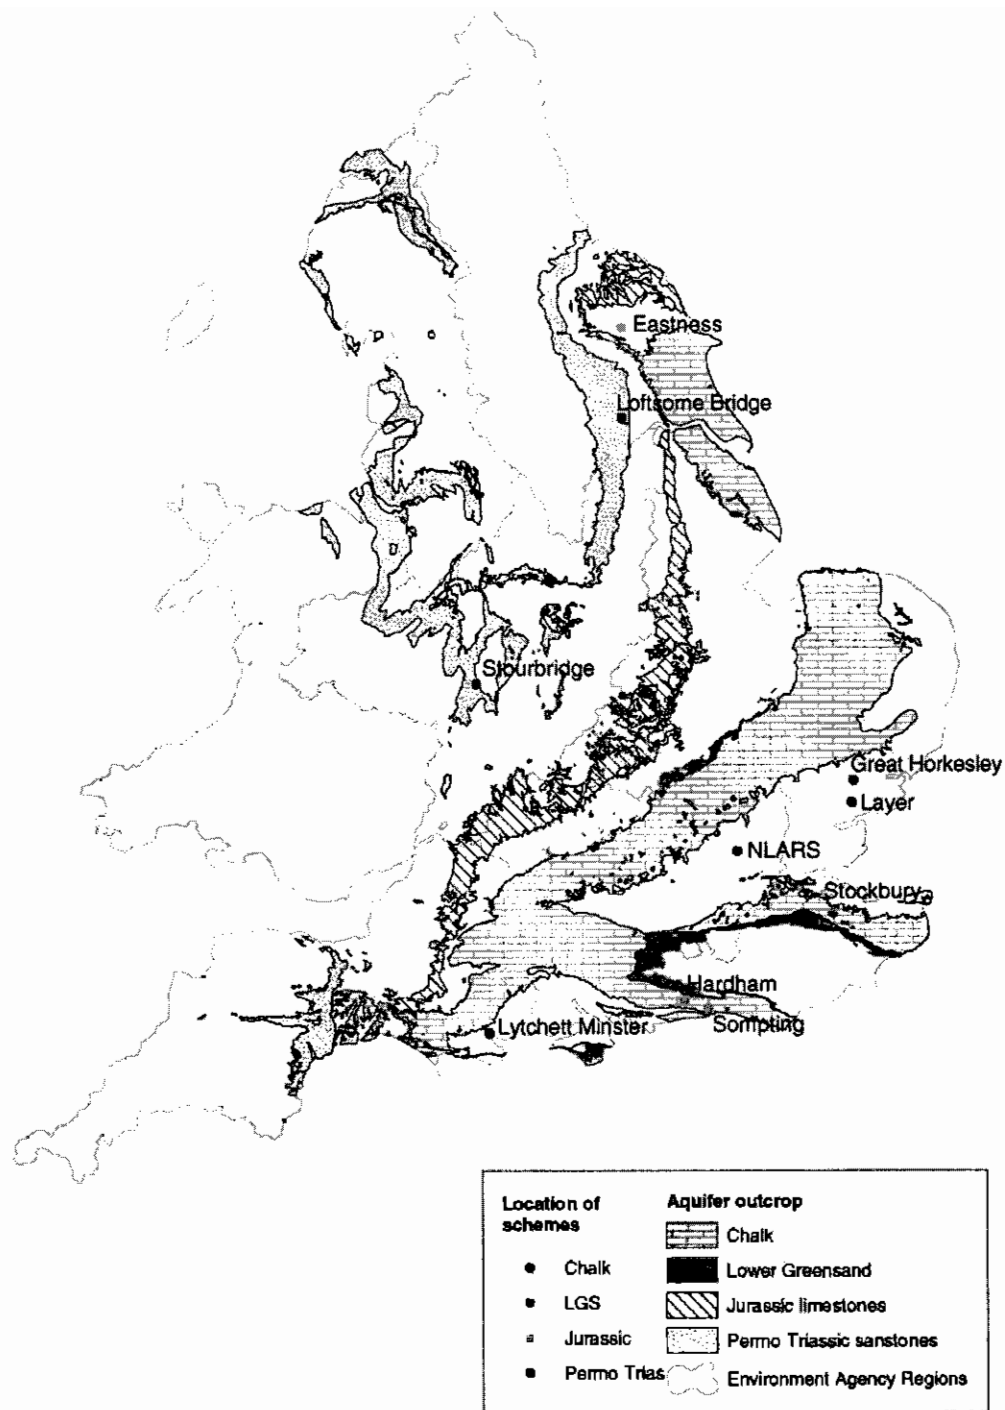 Eastness
Loftsome Bridge
Stourbridge
Great Horkesley
Layer
NLARS
Stockbury
Hardham
Sompting
Lytchett Minster
Location of
schemes
Chalk
LGS
Jurassic
Permo Trias
Aquifer outcrop
Chalk
Lower Greensand
Jurassic limestones
Permo Triassic sanstones
Environment Agency Regions